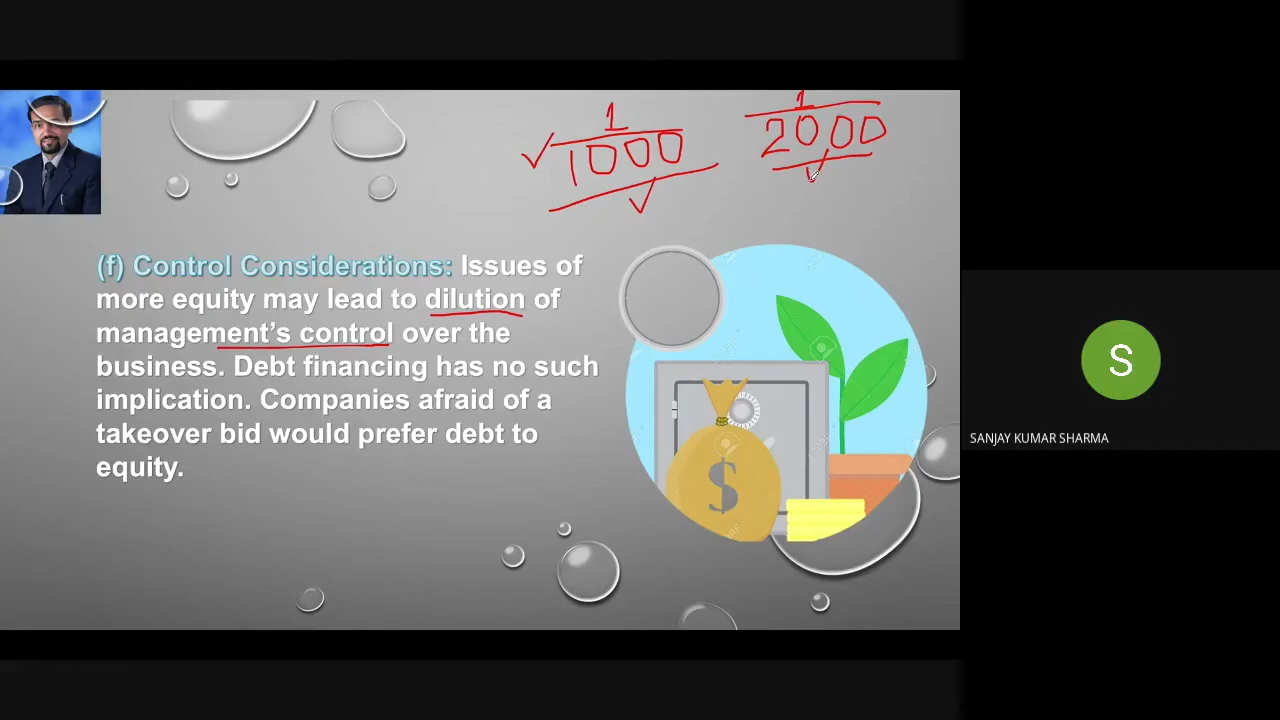 1 1
1000 2000
(f) Control Considerations: Issues of
more equity may lead to dilution of
management's control over the
business. Debt financing has no such
implication. Companies afraid of a
takeover bid would prefer debt to
equity.
$
S
SANJAY KUMAR SHARMA